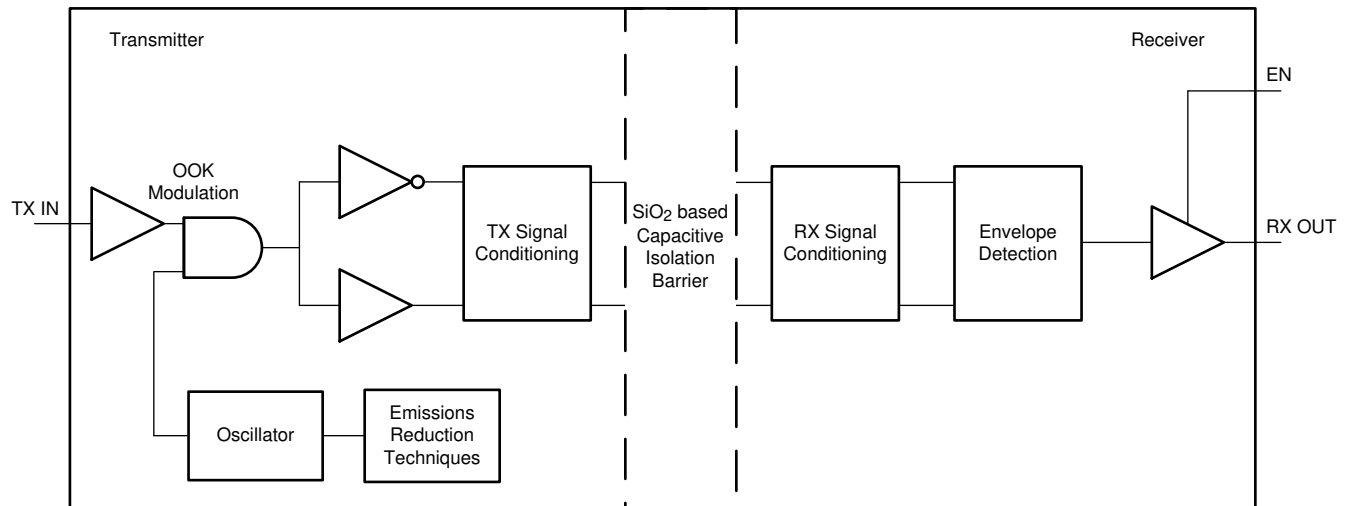 Transmitter
Receiver
EN
OOK
Modulation
TX IN
TX Signal
Conditioning
SiO2 based
Capacitive
Isolation
Barrier
RX Signal
Conditioning
Envelope
Detection
RX OUT
Oscillator
Emissions
Reduction
Techniques